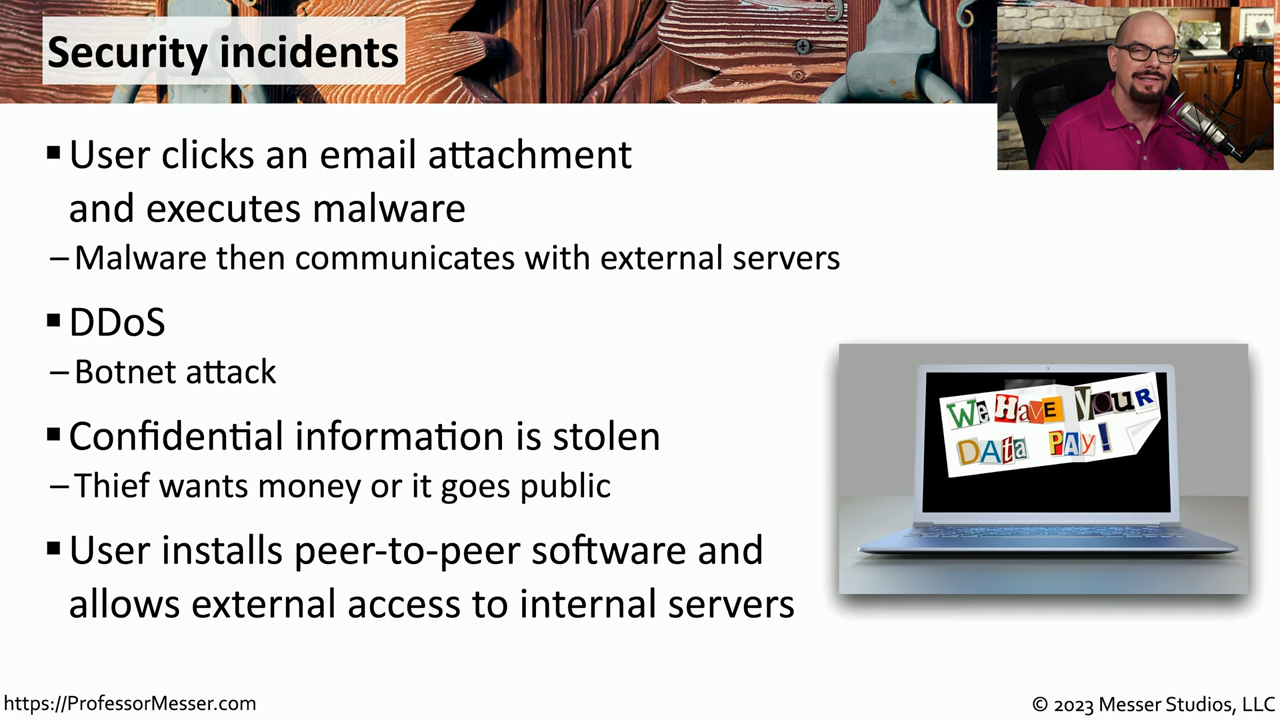 Security incidents
▪ User clicks an email attachment
and executes malware
– Malware then communicates with external servers
▪ DDoS
– Botnet attack
▪ Confidential information is stolen
– Thief wants money or it goes public
We HaVE YouR
DAta PAy!
▪ User installs peer-to-peer software and
allows external access to internal servers
https://ProfessorMesser.com
© 2023 Messer Studios, LLC